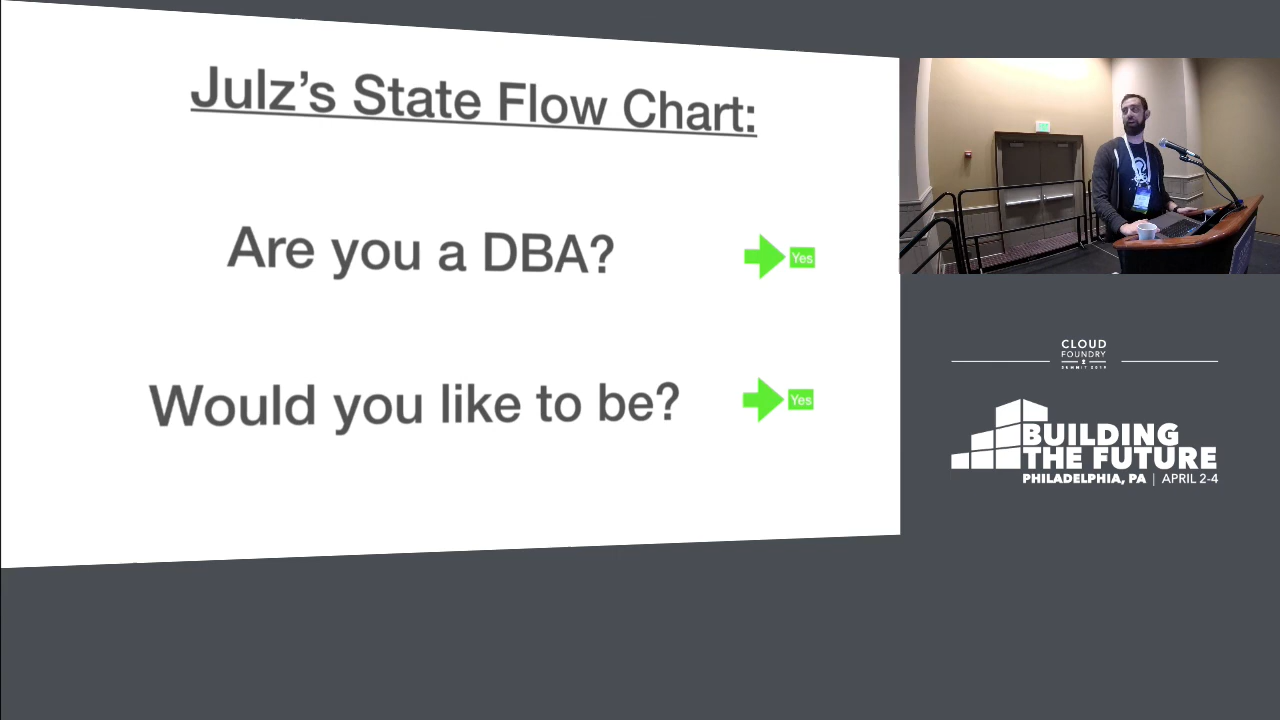 Julz's State Flow Chart:
Are you a DBA?
Yes
Would you like to be?
Yes
CLOUD
FOUNDRY
SUMMIT 2019
BUILDING
THE FUTURE
PHILADELPHIA, PA | APRIL 2-4